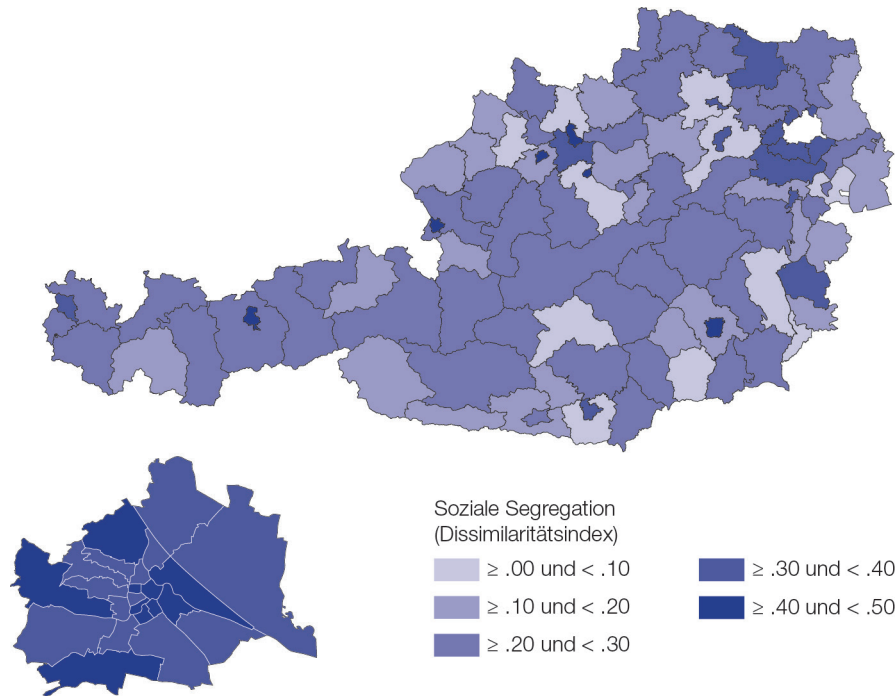 Soziale Segregation
(Dissimilaritätsindex)
≥ .00 und < .10
≥ .10 und < .20
≥ .20 und < .30
≥ .30 und < .40
≥ .40 und < .50